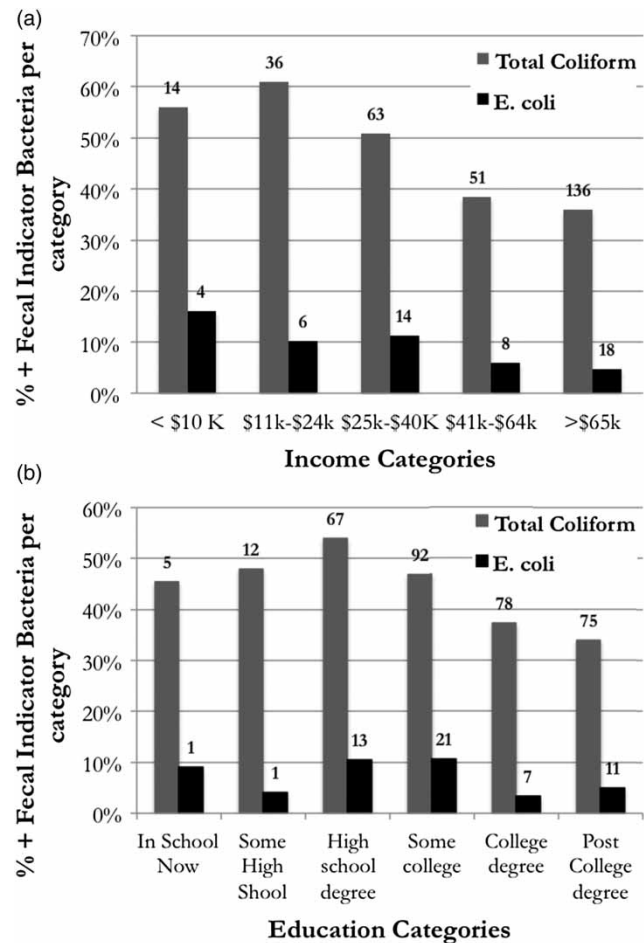 (a)
% + Fecal Indicator Bacteria per
category
70%
60%
50%
40%
30%
20%
10%
0%
14
36
63
51
136
4
6
14
8
18
Total Coliform
E. coli
< $10 K
$11k-$24k
$25k-$40K
$41k-$64k
>$65k
Income Categories
(b)
% + Fecal Indicator Bacteria per
category
60%
50%
40%
30%
20%
10%
0%
5
12
67
92
78
75
1
1
13
21
7
11
Total Coliform
E. coli
In School
Now
Some
High
Shool
High
school
degree
Some
college
College
degree
Post
College
degree
Education Categories